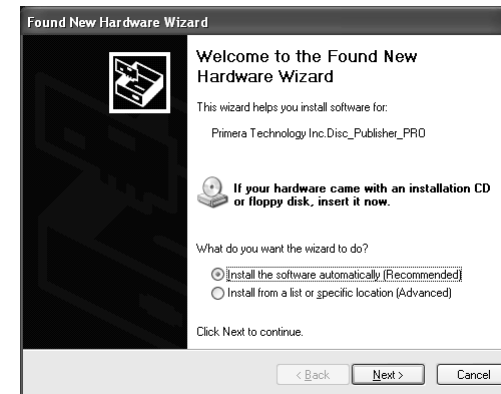 Found New Hardware Wizard
Welcome to the Found New
Hardware Wizard
This wizard helps you install software for:
Primera Technology Inc.Disc_Publisher_PRO
If your hardware came with an installation CD
or floppy disk, insert it now.
What do you want the wizard to do?
Install the software automatically (Recommended)
Install from a list or specific location (Advanced)
Click Next to continue.
< Back Next > Cancel